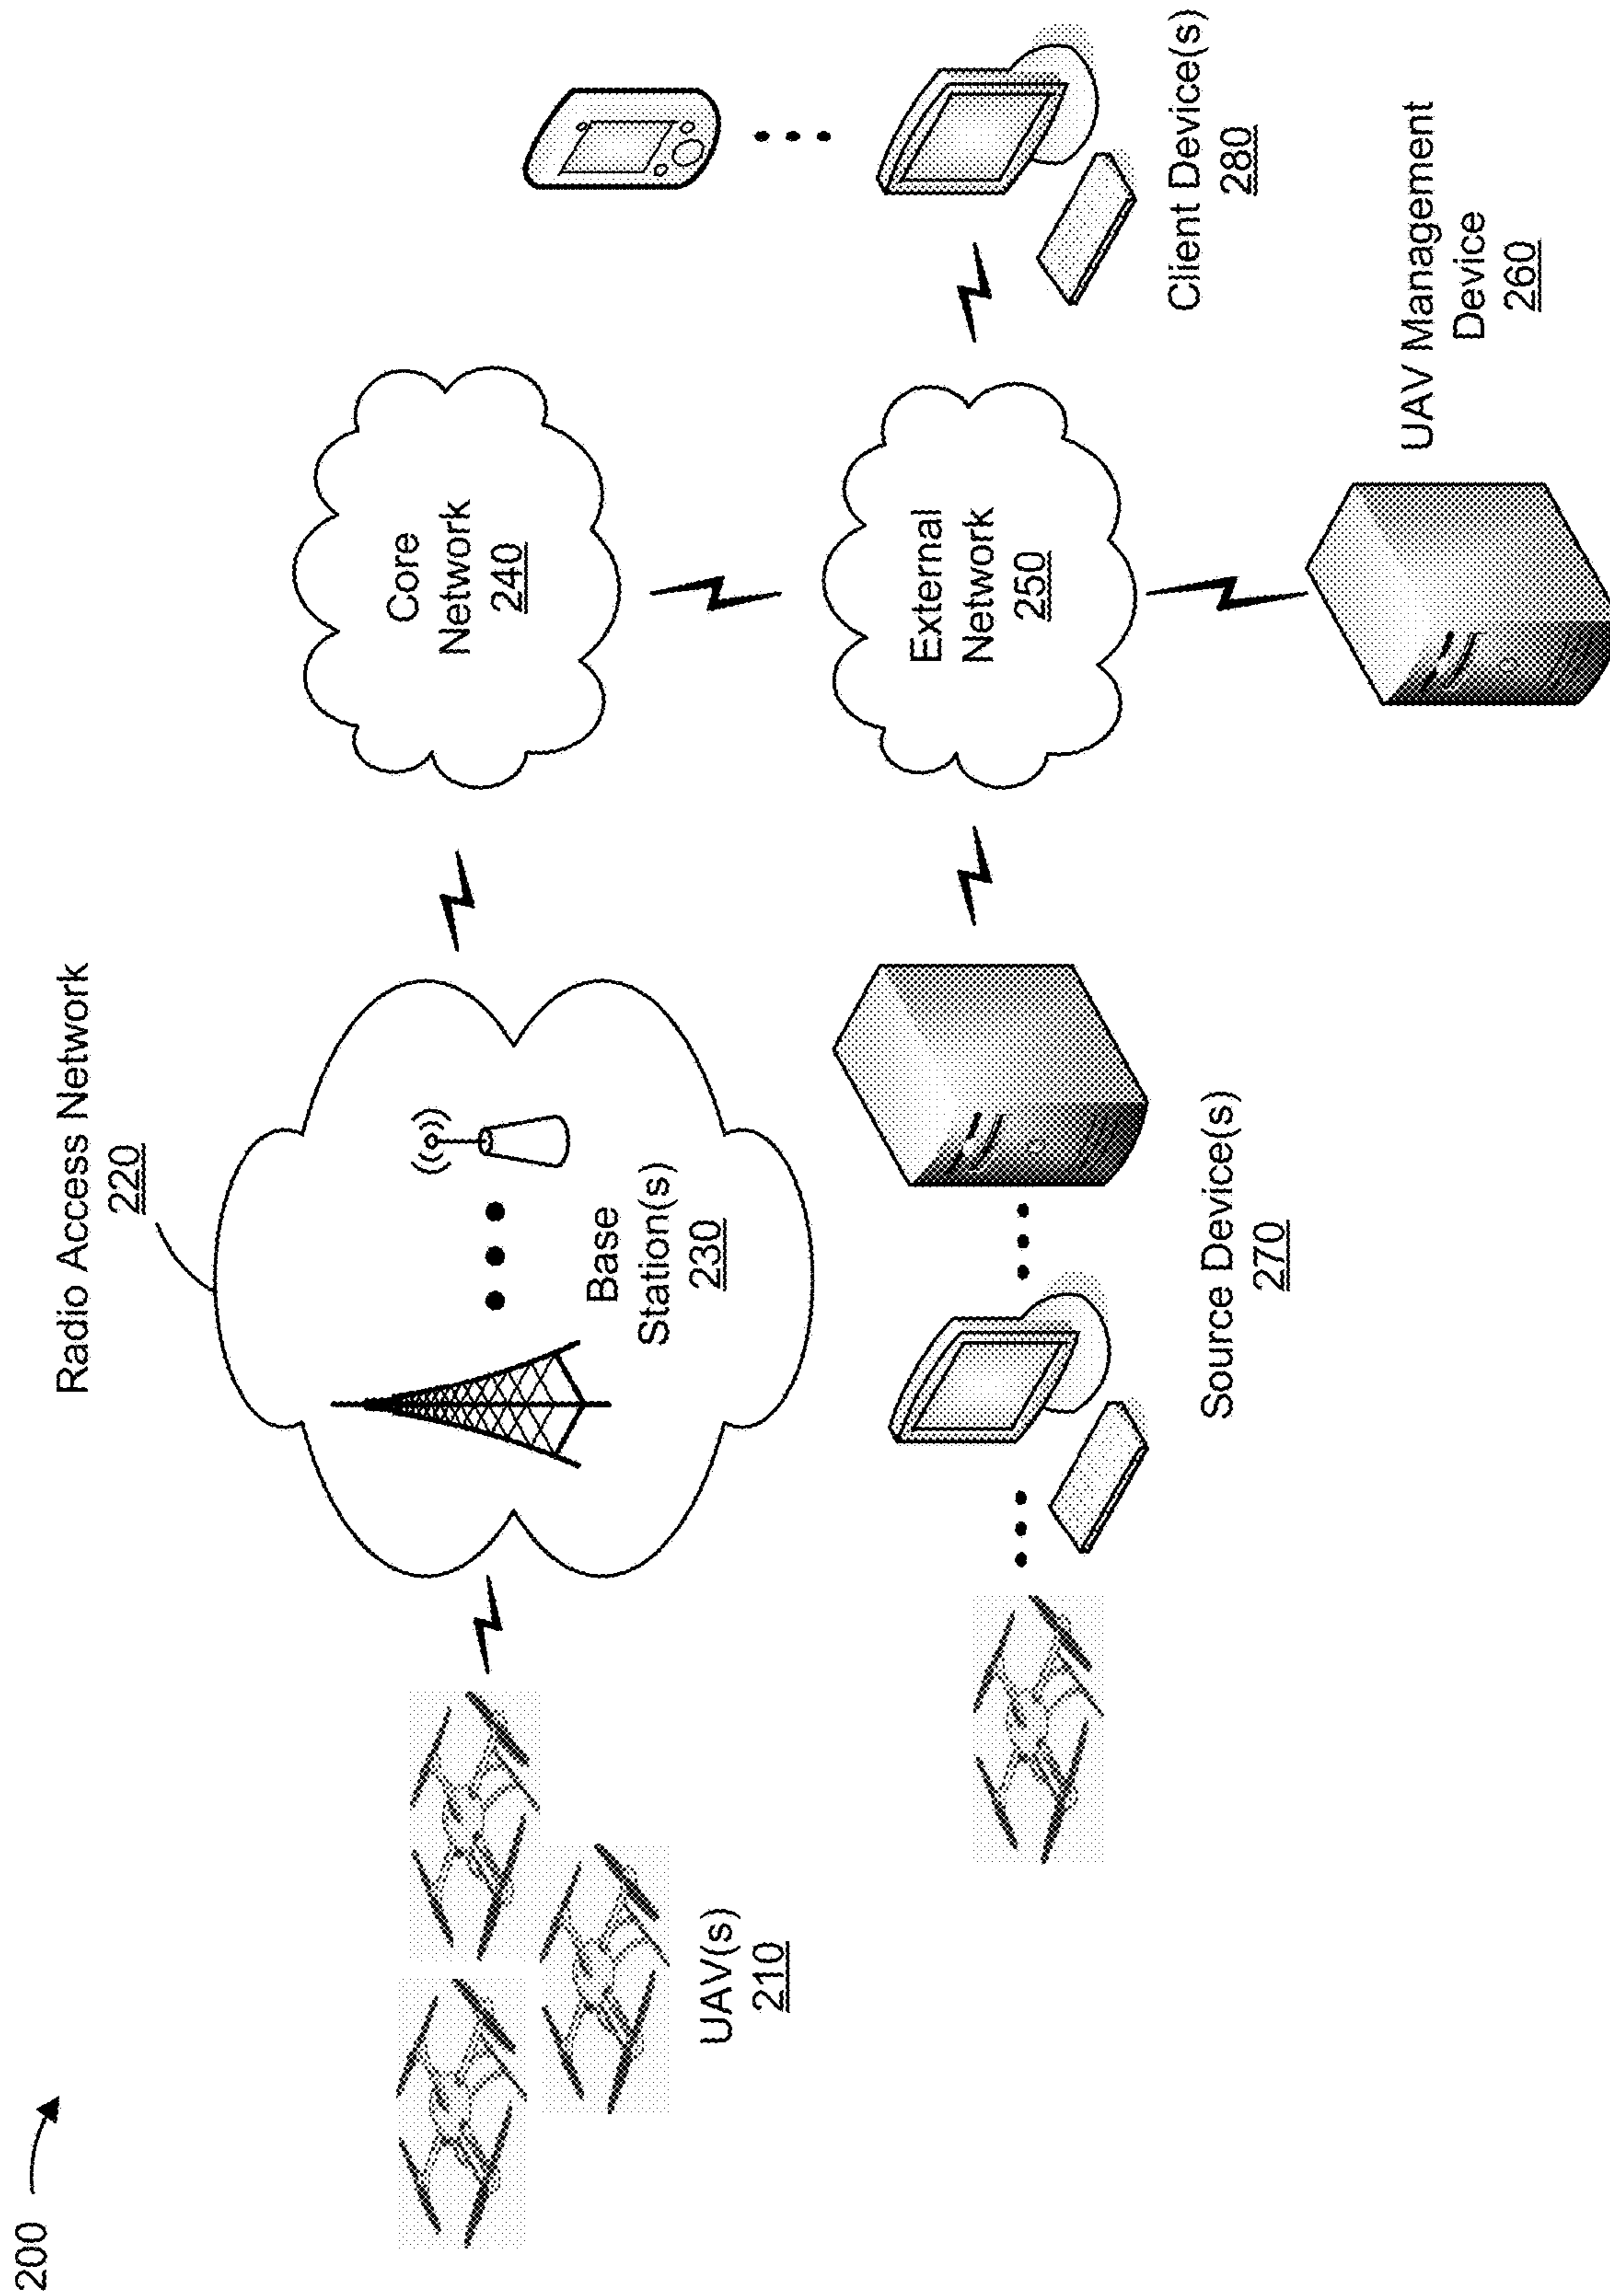 200
Radio Access Network
220
Base
Station(s)
230
Core
Network
240
UAV(s)
210
External
Network
250
Source Device(s)
270
Client Device(s)
280
UAV Management
Device
260